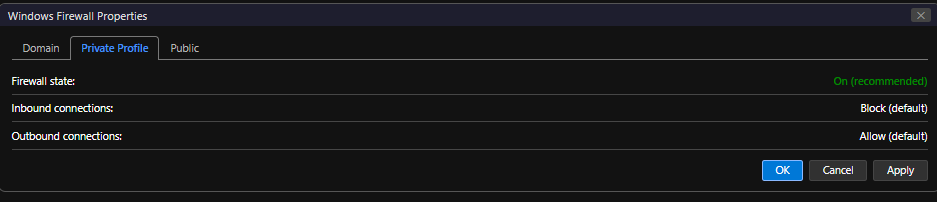 Windows Firewall Properties
Domain Private Profile Public
Firewall state: On (recommended)
Inbound connections: Block (default)
Outbound connections: Allow (default)
OK Cancel Apply